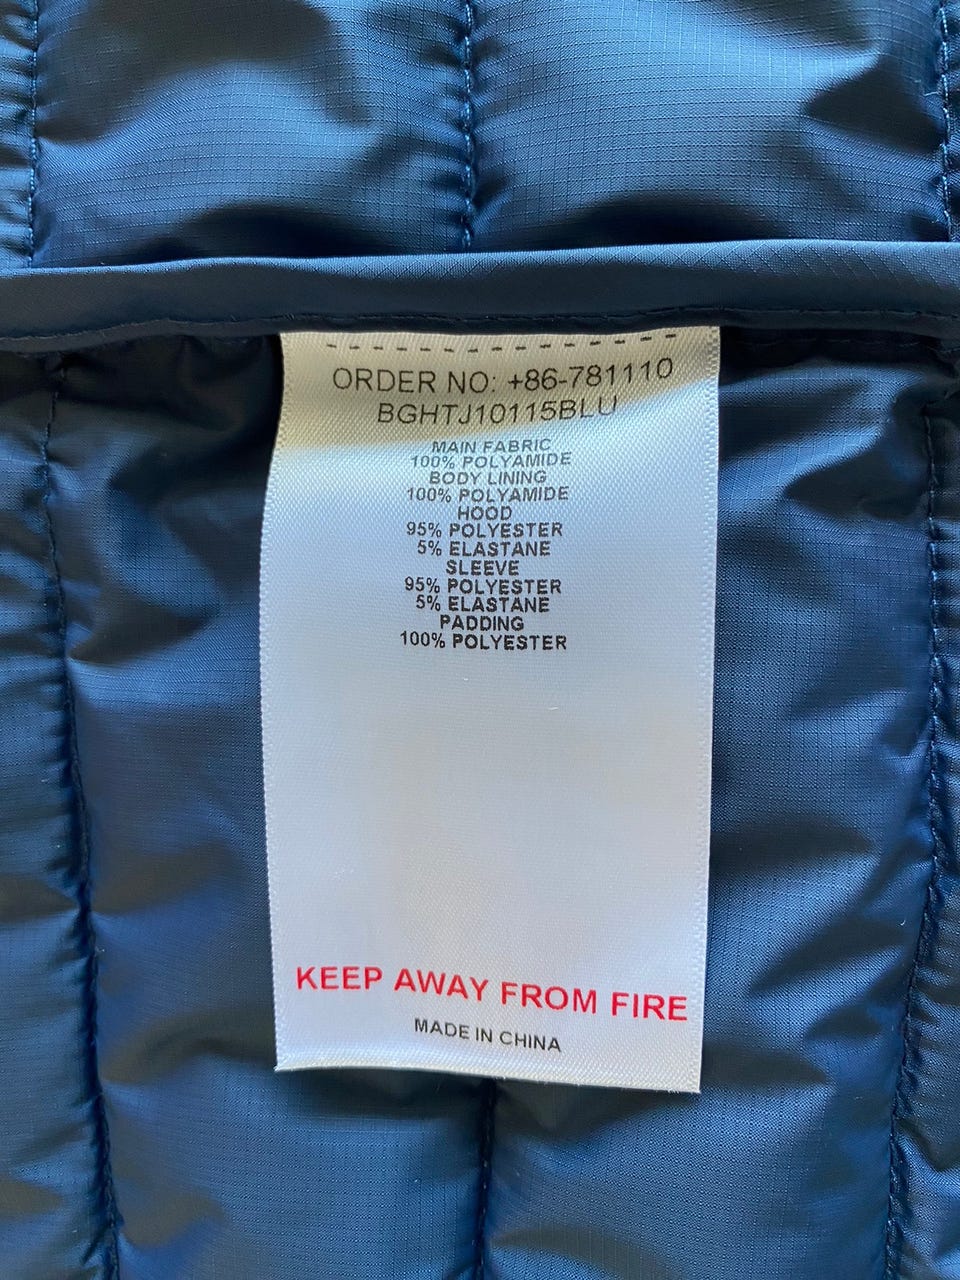 ORDER NO: +86-781110
BGHTJ10115BLU
MAIN FABRIC
100% POLYAMIDE
BODY LINING
100% POLYAMIDE
HOOD
95% POLYESTER
5% ELASTANE
SLEEVE
95% POLYESTER
5% ELASTANE
PADDING
100% POLYESTER
KEEP AWAY FROM FIRE
MADE IN CHINA